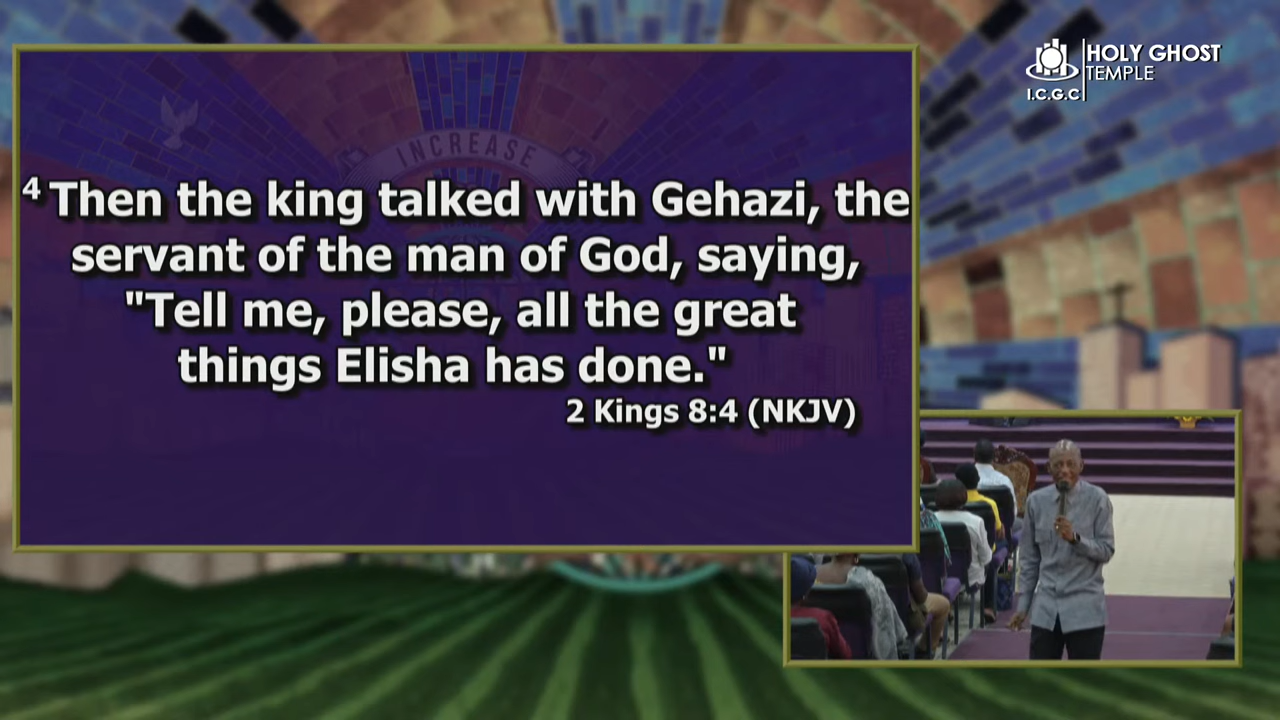 HOLY GHOST
TEMPLE
I.C.G.C
INCREASE
4 Then the king talked with Gehazi, the
servant of the man of God, saying,
"Tell me, please, all the great
things Elisha has done."
2 Kings 8:4 (NKJV)